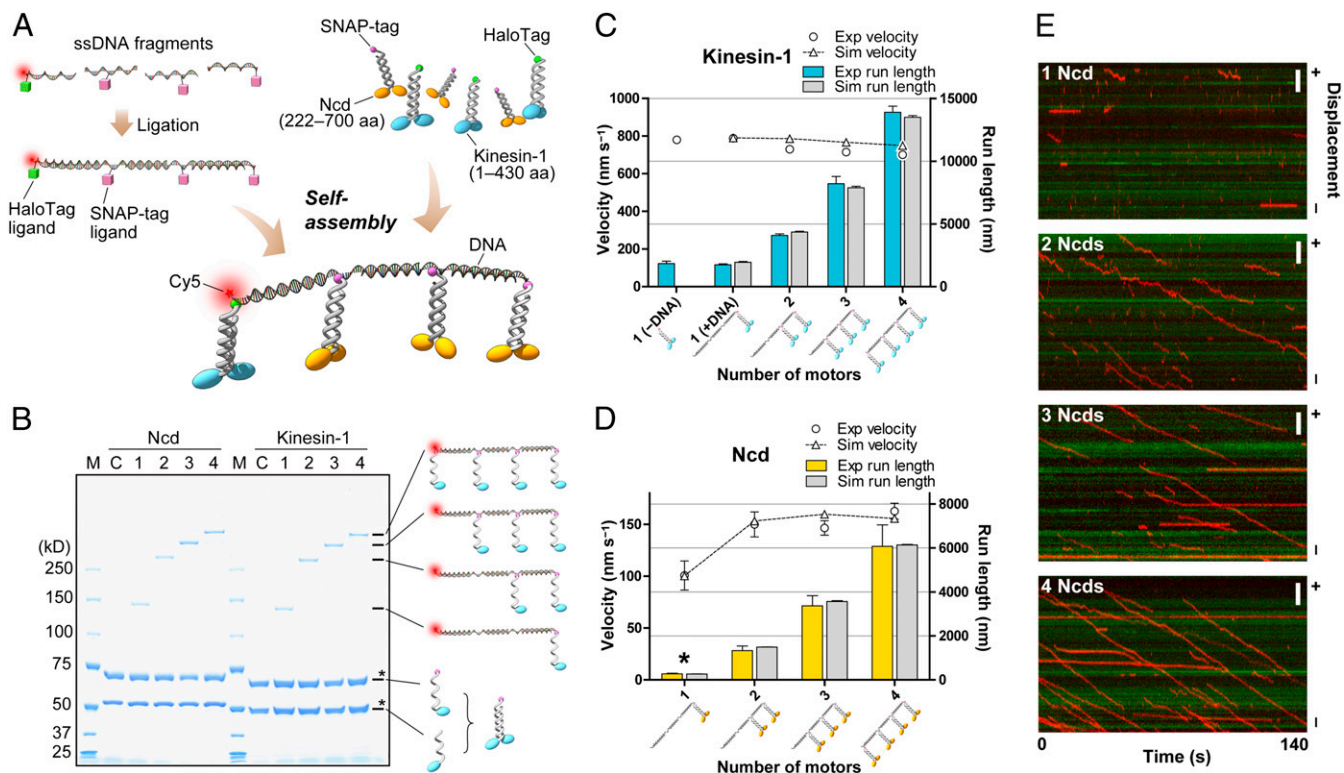 A
ssDNA fragments
Ligation
HaloTag
ligand
SNAP-tag
ligand
SNAP-tag
HaloTag
Ncd
(222–700 aa)
Kinesin-1
(1–430 aa)
Self-
assembly
DNA
Cy5
B
Ncd
Kinesin-1
M C 1 2 3 4 M C 1 2 3 4
(kD)
250
150
100
75
50
37
25
*
*
C
Kinesin-1
Exp velocity
Sim velocity
Exp run length
Sim run length
Velocity (nm s⁻¹)
1000
800
600
400
200
0
Run length (nm)
15000
10000
5000
0
1 (−DNA)
1 (+DNA)
2
3
4
Number of motors
D
Ncd
Exp velocity
Sim velocity
Exp run length
Sim run length
Velocity (nm s⁻¹)
150
100
50
0
Run length (nm)
8000
6000
4000
2000
0
*
1
2
3
4
Number of motors
E
1 Ncd
2 Ncds
3 Ncds
4 Ncds
+
Displacement
−
+
−
+
−
+
−
0
140
Time (s)